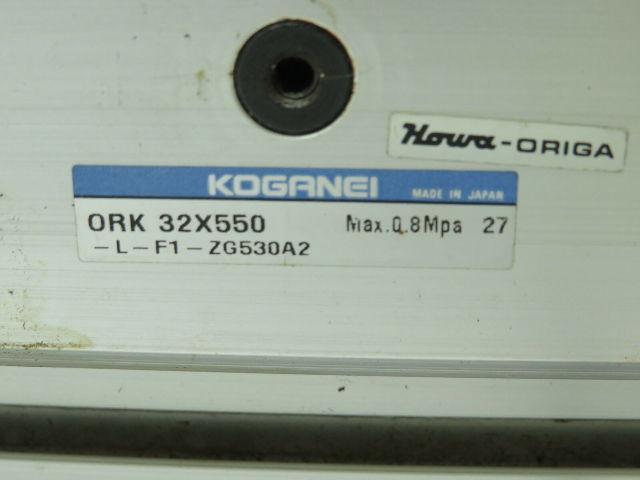 Howa-ORIGA
KOGANEI MADE IN JAPAN
ORK 32X550 Max.0.8Mpa 27
-L-F1-ZG530A2